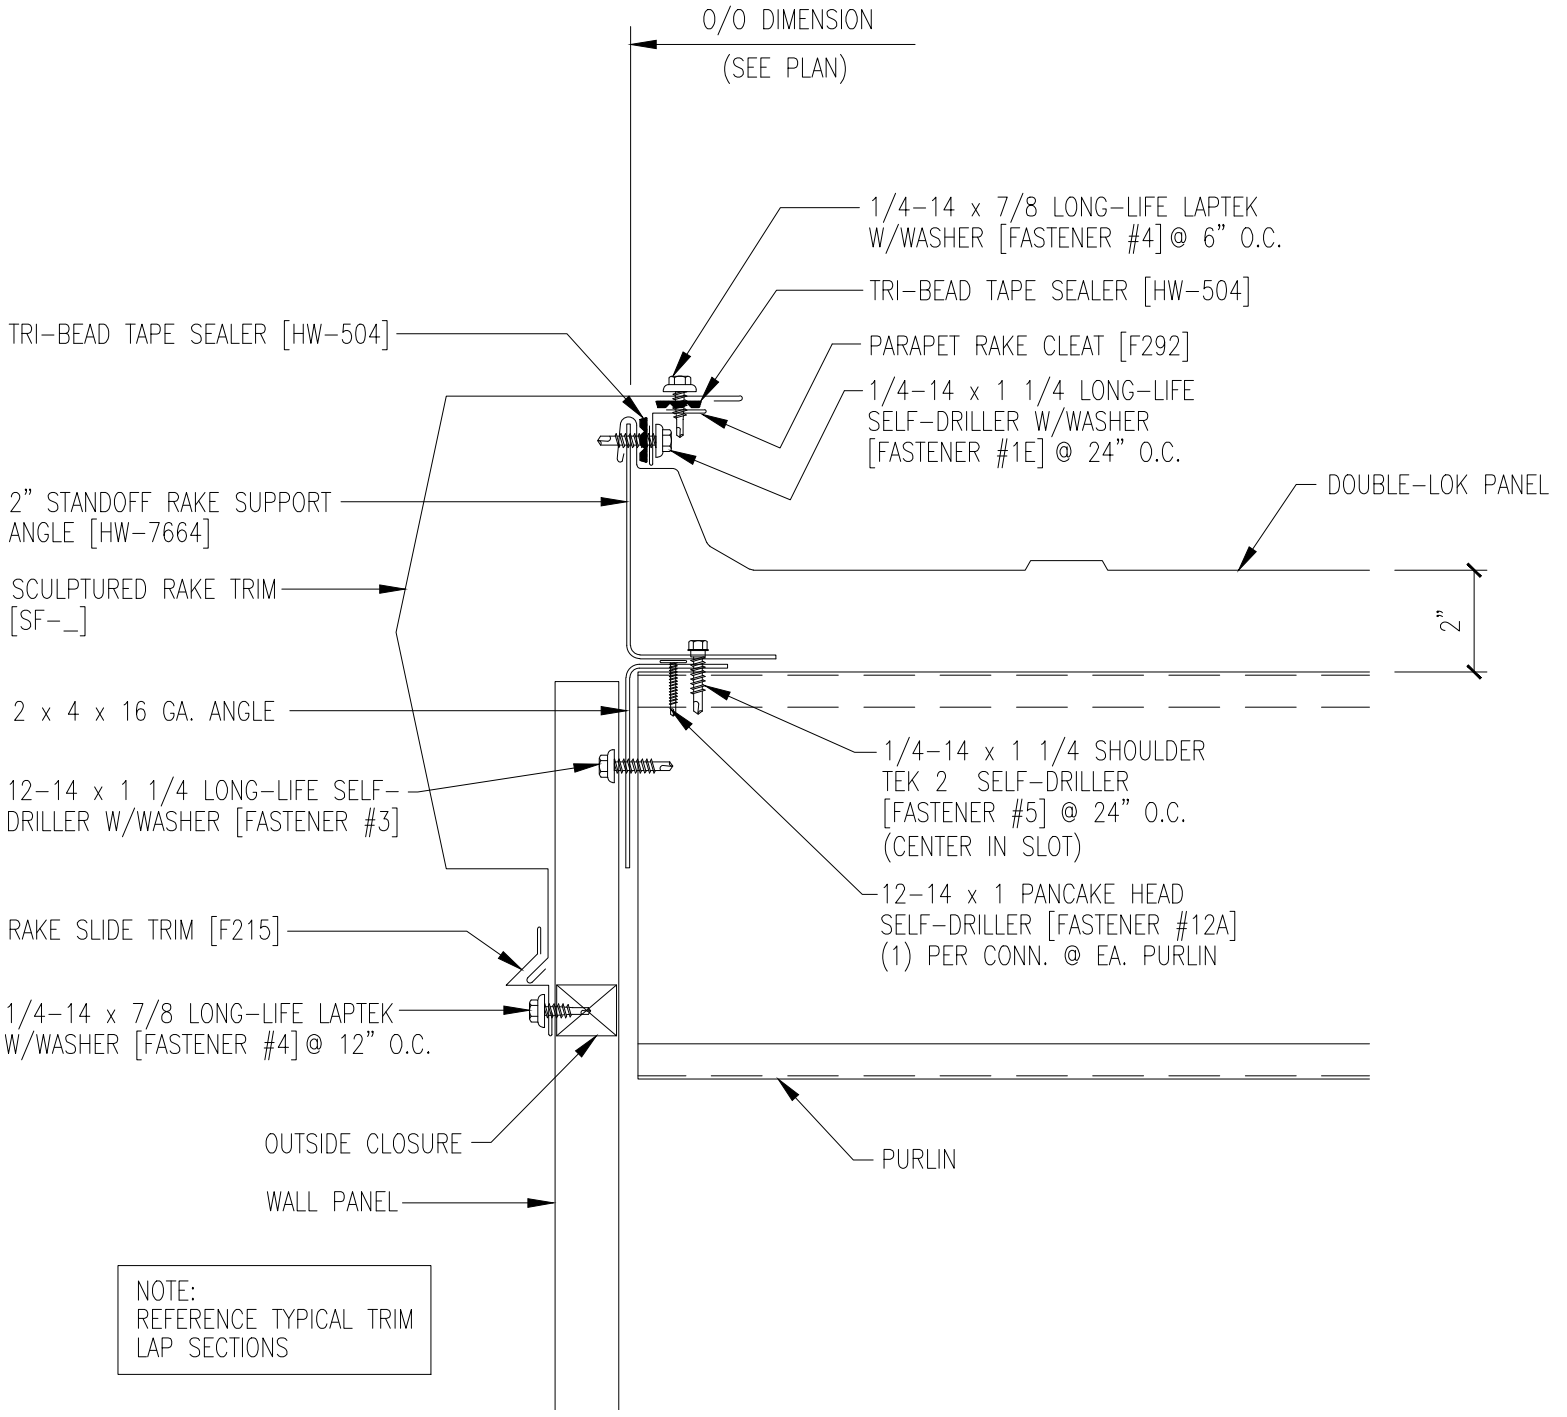 O/O DIMENSION
(SEE PLAN)
1/4-14 x 7/8 LONG-LIFE LAPTEK
W/WASHER [FASTENER #4] @ 6" O.C.
TRI-BEAD TAPE SEALER [HW-504]
PARAPET RAKE CLEAT [F292]
1/4-14 x 1 1/4 LONG-LIFE
SELF-DRILLER W/WASHER
[FASTENER #1E] @ 24" O.C.
DOUBLE-LOK PANEL
2"
TRI-BEAD TAPE SEALER [HW-504]
2" STANDOFF RAKE SUPPORT
ANGLE [HW-7664]
SCULPTURED RAKE TRIM
[SF-_]
2 x 4 x 16 GA. ANGLE
12-14 x 1 1/4 LONG-LIFE SELF-
DRILLER W/WASHER [FASTENER #3]
RAKE SLIDE TRIM [F215]
1/4-14 x 7/8 LONG-LIFE LAPTEK
W/WASHER [FASTENER #4] @ 12" O.C.
OUTSIDE CLOSURE
WALL PANEL
1/4-14 x 1 1/4 SHOULDER
TEK 2 SELF-DRILLER
[FASTENER #5] @ 24" O.C.
(CENTER IN SLOT)
12-14 x 1 PANCAKE HEAD
SELF-DRILLER [FASTENER #12A]
(1) PER CONN. @ EA. PURLIN
PURLIN
NOTE:
REFERENCE TYPICAL TRIM
LAP SECTIONS